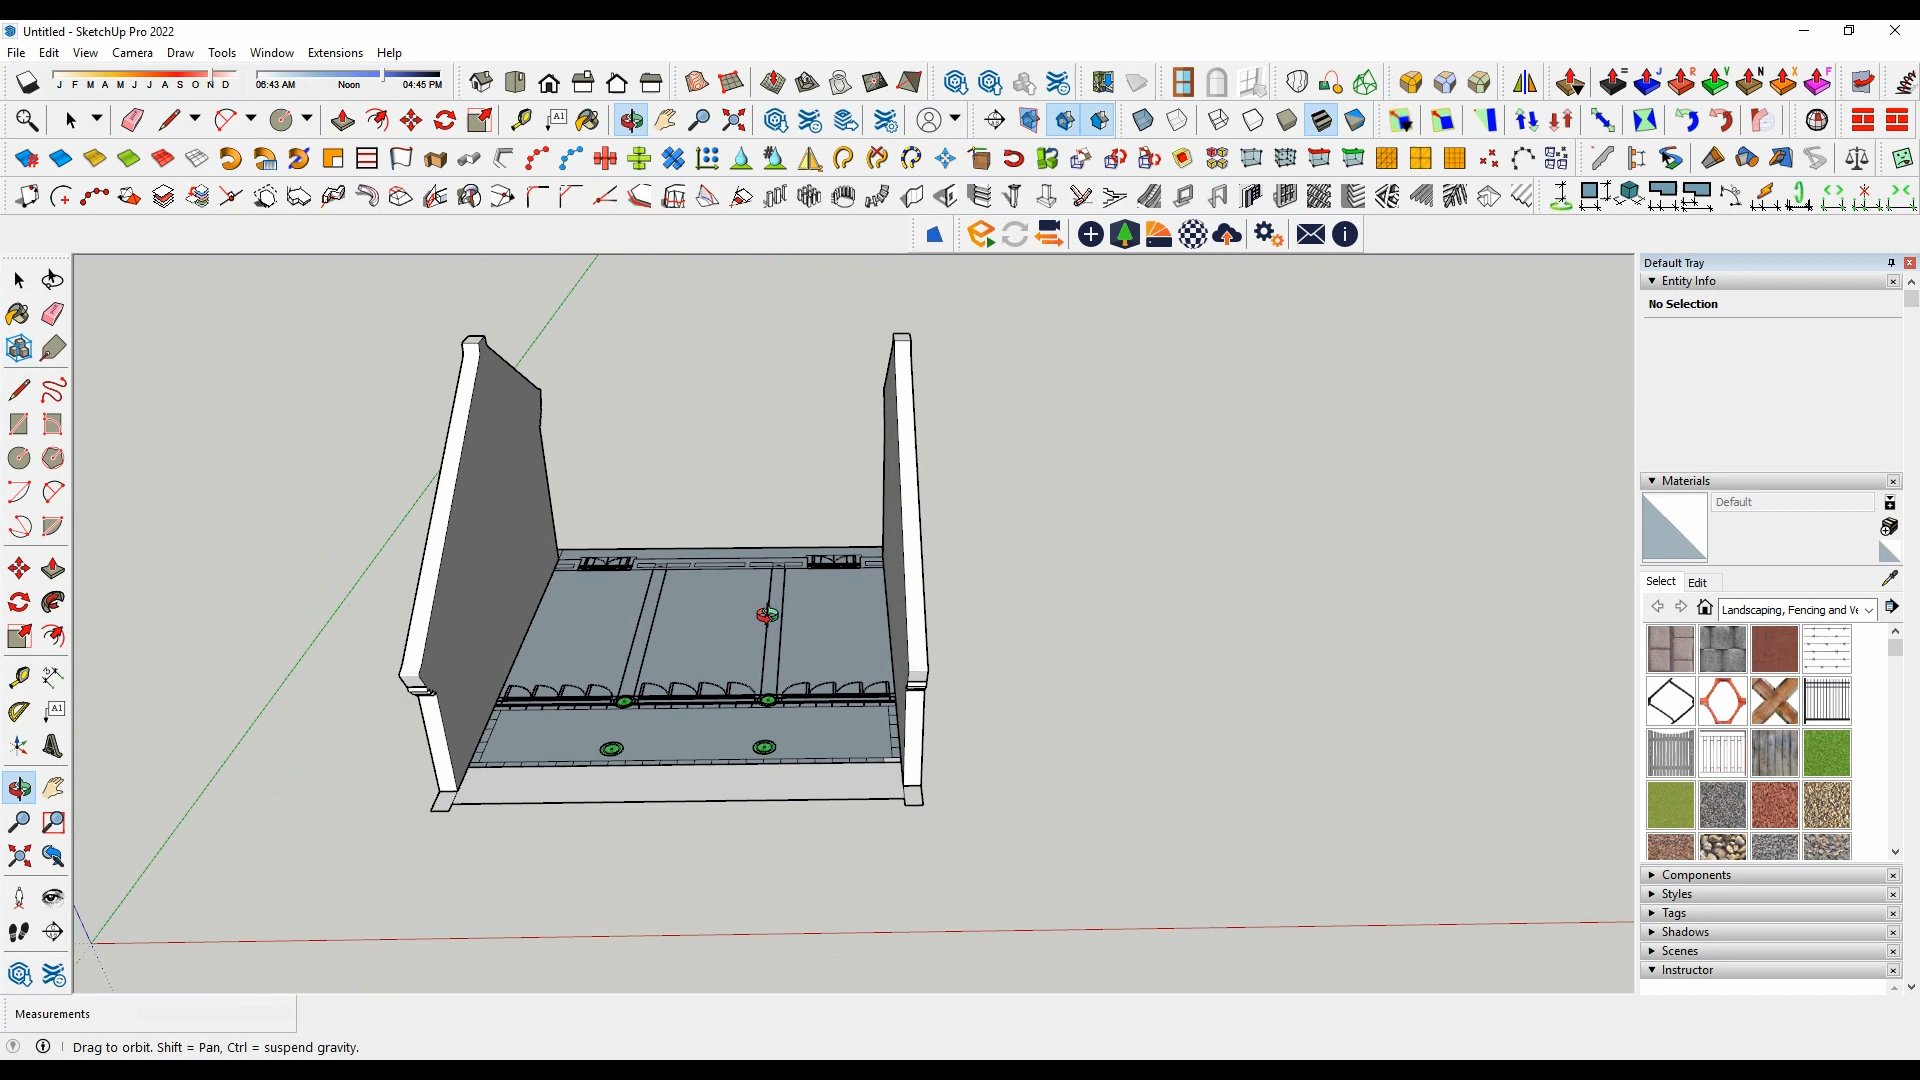 Untitled - SketchUp Pro 2022
File Edit View Camera Draw Tools Window Extensions Help
J F M A M J J A S O N D 06:43 AM Noon 04:45 PM
= J R V N X F
A1
Default Tray
Entity Info
No Selection
Materials
Default
Select Edit
Landscaping, Fencing and Ve
A1
Components
Styles
Tags
Shadows
Scenes
Instructor
Measurements
Drag to orbit. Shift = Pan, Ctrl = suspend gravity.